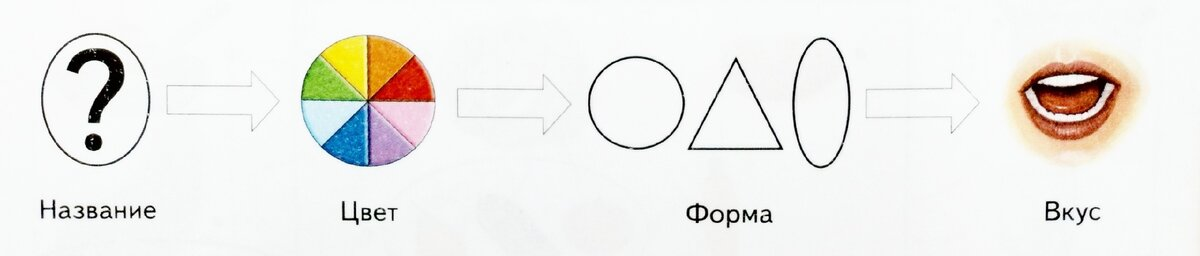 ?
Название
Цвет
Форма
Вкус